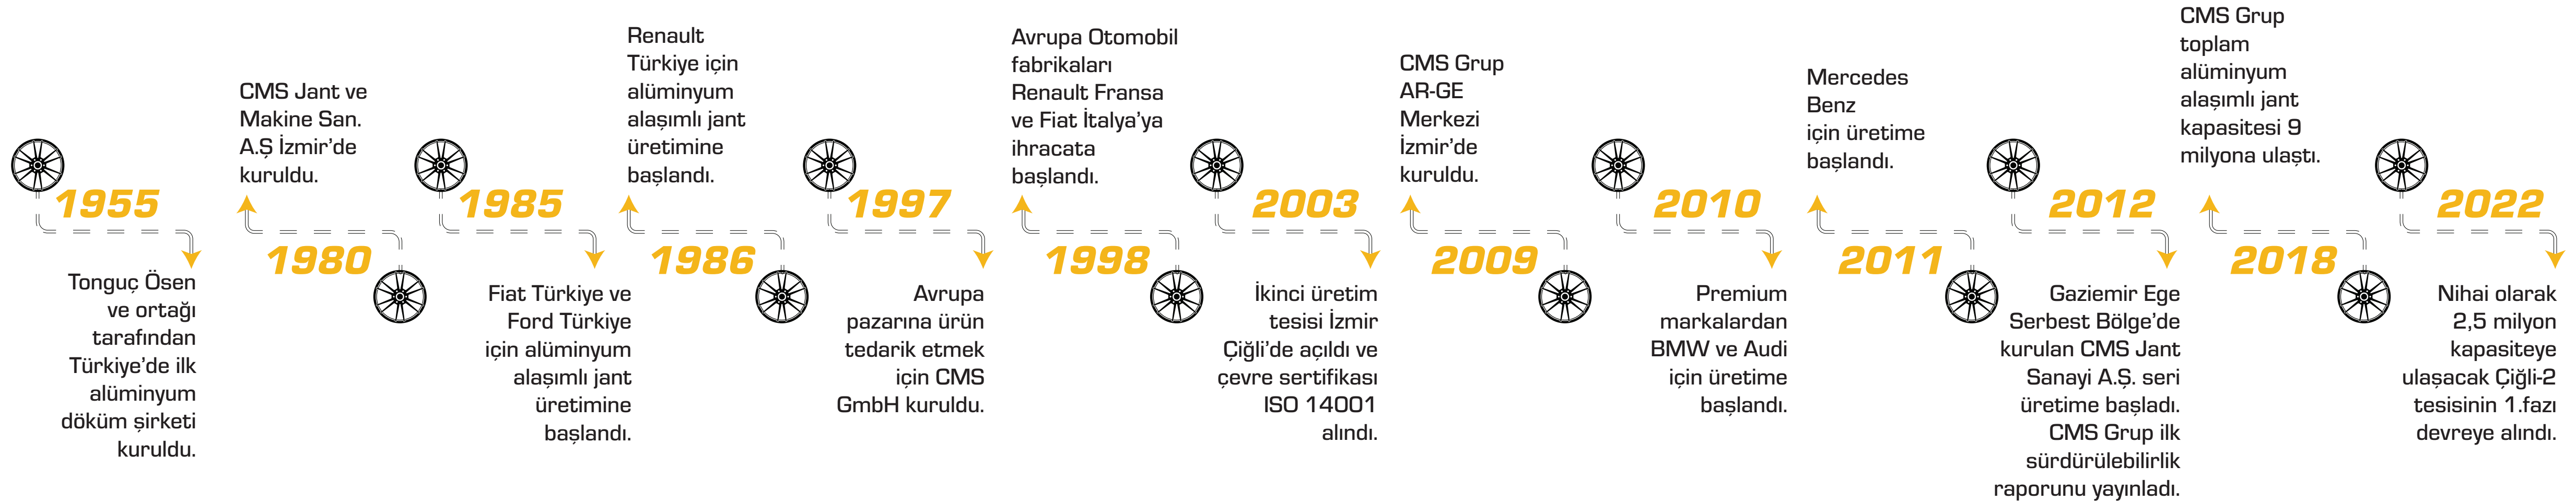 1955
Tonguç Ösen
ve ortağı
tarafından
Türkiye'de ilk
alüminyum
döküm şirketi
kuruldu.
CMS Jant ve
Makine San.
A.Ş İzmir'de
kuruldu.
1980
1985
Fiat Türkiye ve
Ford Türkiye
için alüminyum
alaşımlı jant
üretimine
başlandı.
Renault
Türkiye için
alüminyum
alaşımlı jant
üretimine
başlandı.
1986
1997
Avrupa
pazarına ürün
tedarik etmek
için CMS
GmbH kuruldu.
Avrupa Otomobil
fabrikaları
Renault Fransa
ve Fiat İtalya'ya
ihracata
başlandı.
1998
2003
İkinci üretim
tesisi İzmir
Çiğli'de açıldı ve
çevre sertifikası
ISO 14001
alındı.
CMS Grup
AR-GE
Merkezi
İzmir'de
kuruldu.
2009
2010
Premium
markalardan
BMW ve Audi
için üretime
başlandı.
Mercedes
Benz
için üretime
başlandı.
2011
2012
Gaziemir Ege
Serbest Bölge'de
kurulan CMS Jant
Sanayi A.Ş. seri
üretime başladı.
CMS Grup ilk
sürdürülebilirlik
raporunu yayınladı.
CMS Grup
toplam
alüminyum
alaşımlı jant
kapasitesi 9
milyona ulaştı.
2018
2022
Nihai olarak
2,5 milyon
kapasiteye
ulaşacak Çiğli-2
tesisinin 1.fazı
devreye alındı.